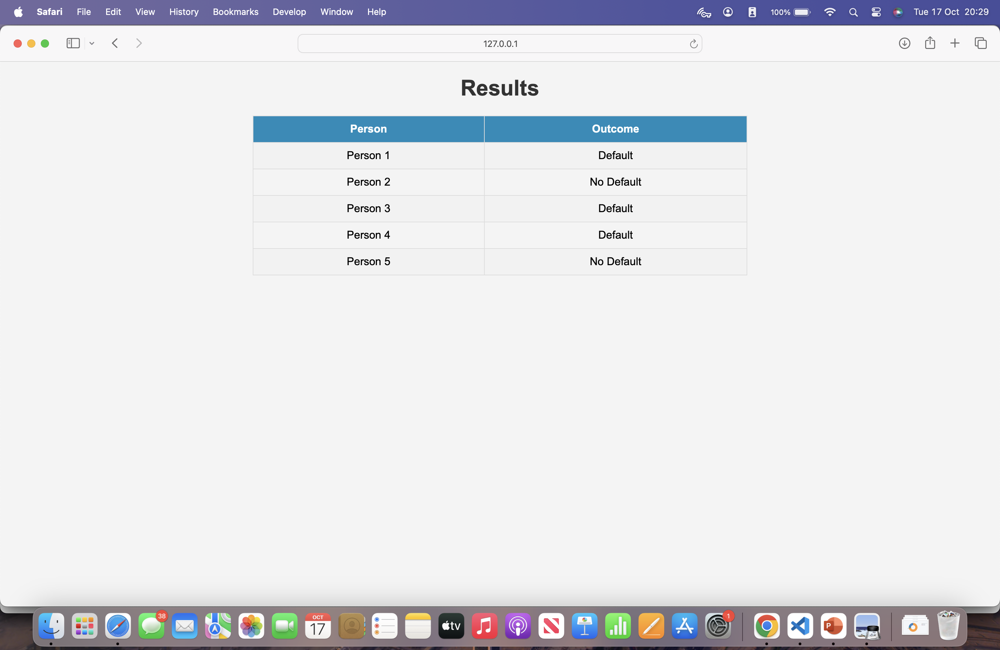 Safari File Edit View History Bookmarks Develop Window Help 100% Tue 17 Oct 20:29
127.0.0.1
Results
Person Outcome
Person 1 Default
Person 2 No Default
Person 3 Default
Person 4 Default
Person 5 No Default
38 OCT 17 tv 1 P